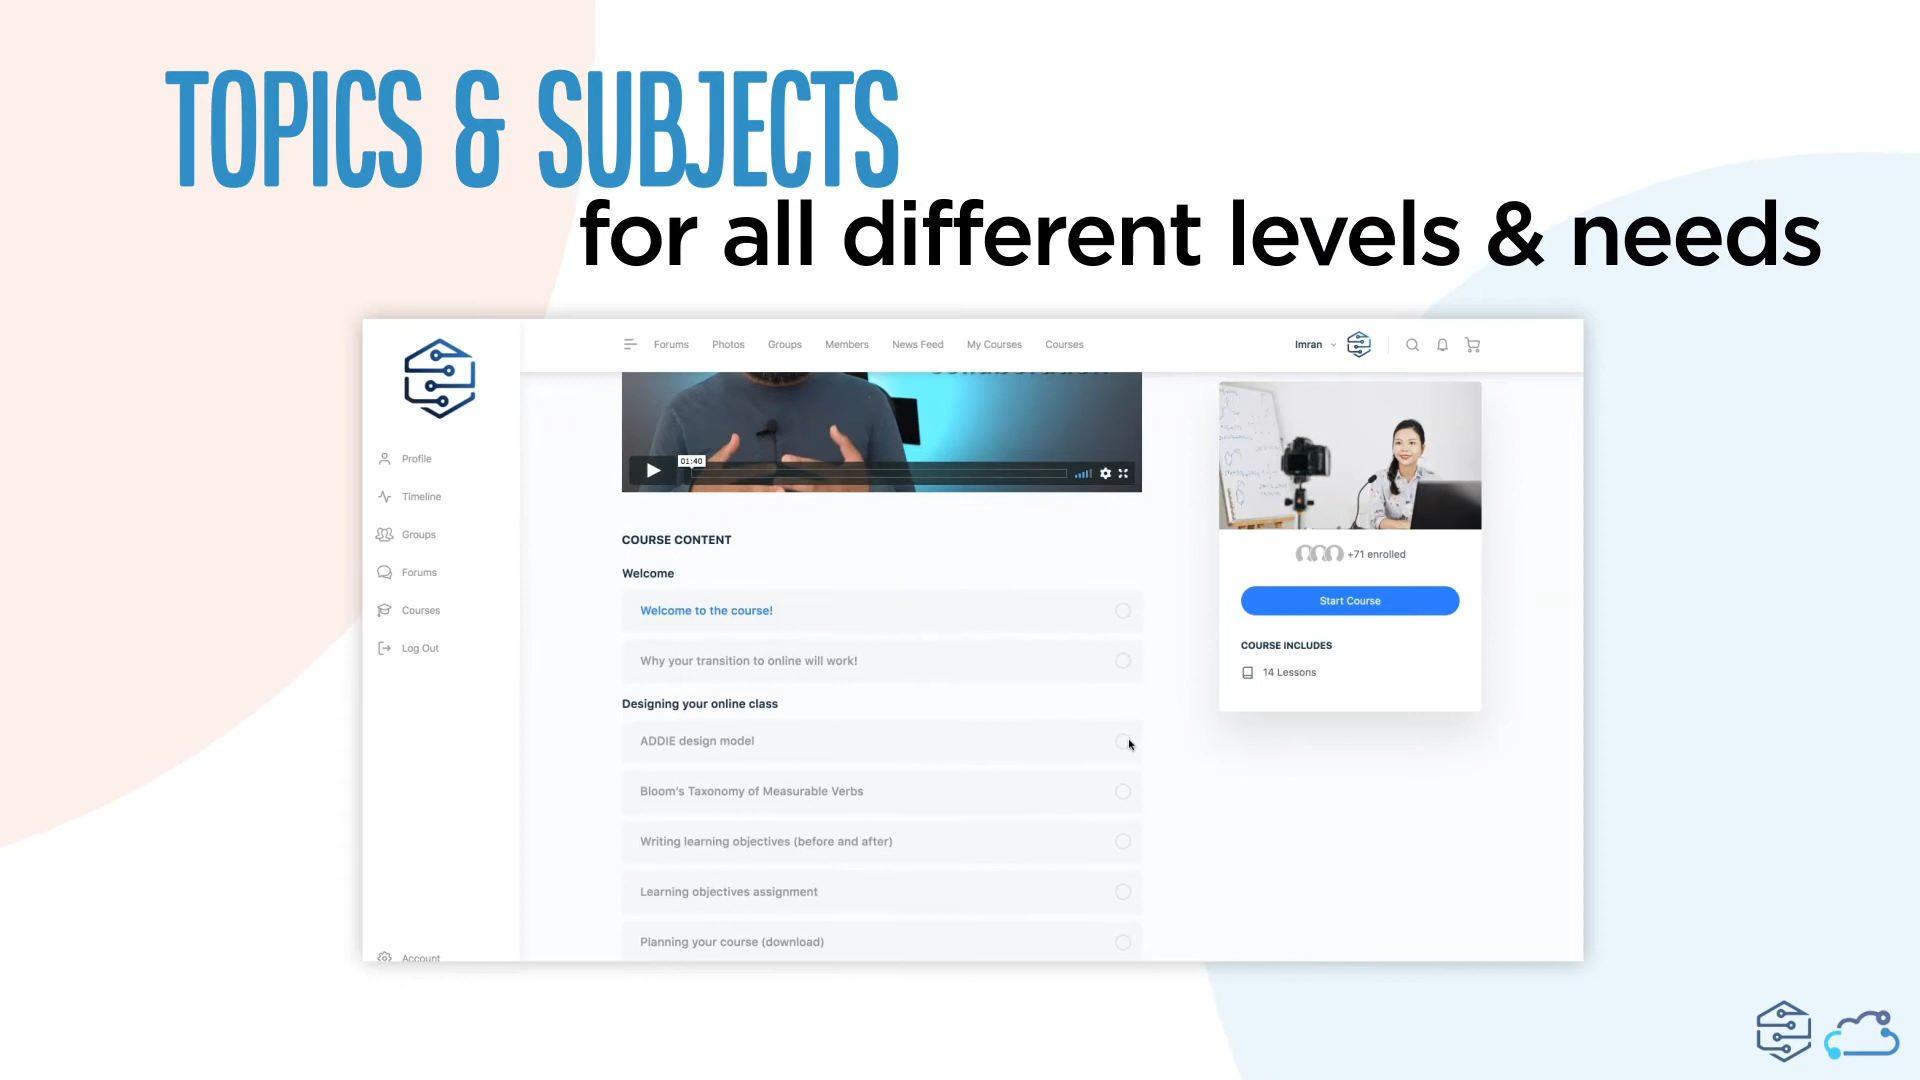 TOPICS & SUBJECTS
for all different levels & needs
Forums Photos Groups Members News Feed My Courses Courses
Imran
Profile
Timeline
Groups
Forums
Courses
Log Out
Account
01:40
COURSE CONTENT
Welcome
Welcome to the course!
Why your transition to online will work!
Designing your online class
ADDIE design model
Bloom's Taxonomy of Measurable Verbs
Writing learning objectives (before and after)
Learning objectives assignment
Planning your course (download)
+71 enrolled
Start Course
COURSE INCLUDES
14 Lessons